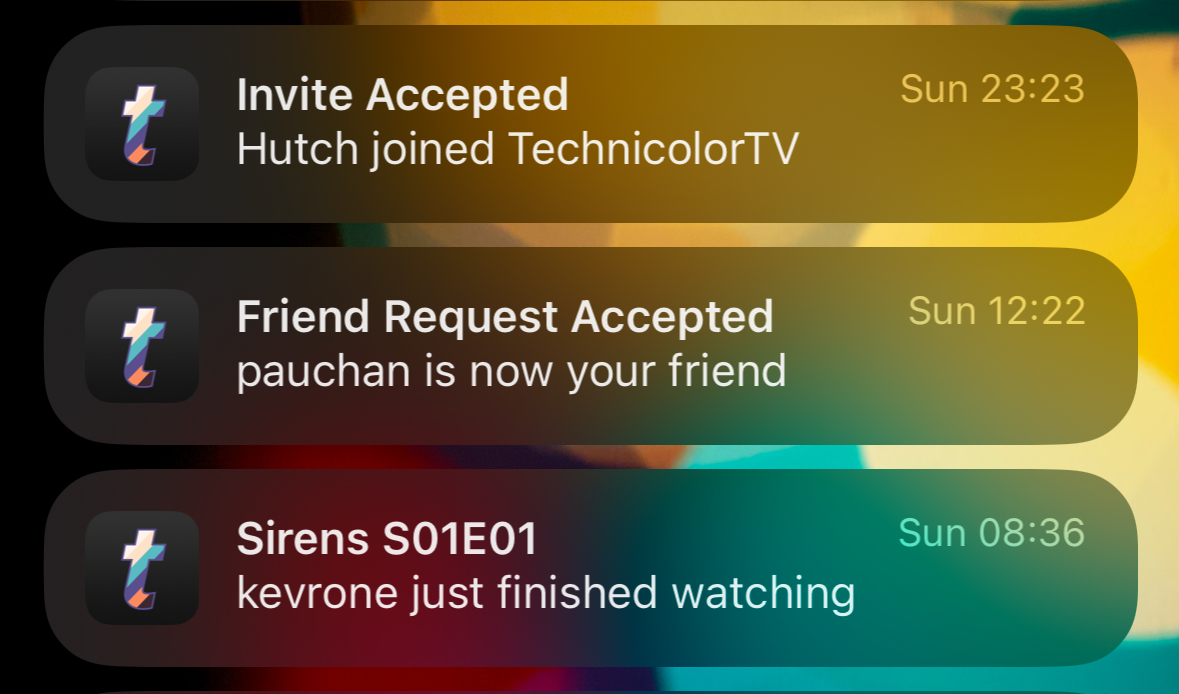 Invite Accepted
Sun 23:23
Hutch joined TechnicolorTV
Friend Request Accepted
Sun 12:22
pauchan is now your friend
Sirens S01E01
Sun 08:36
kevrone just finished watching